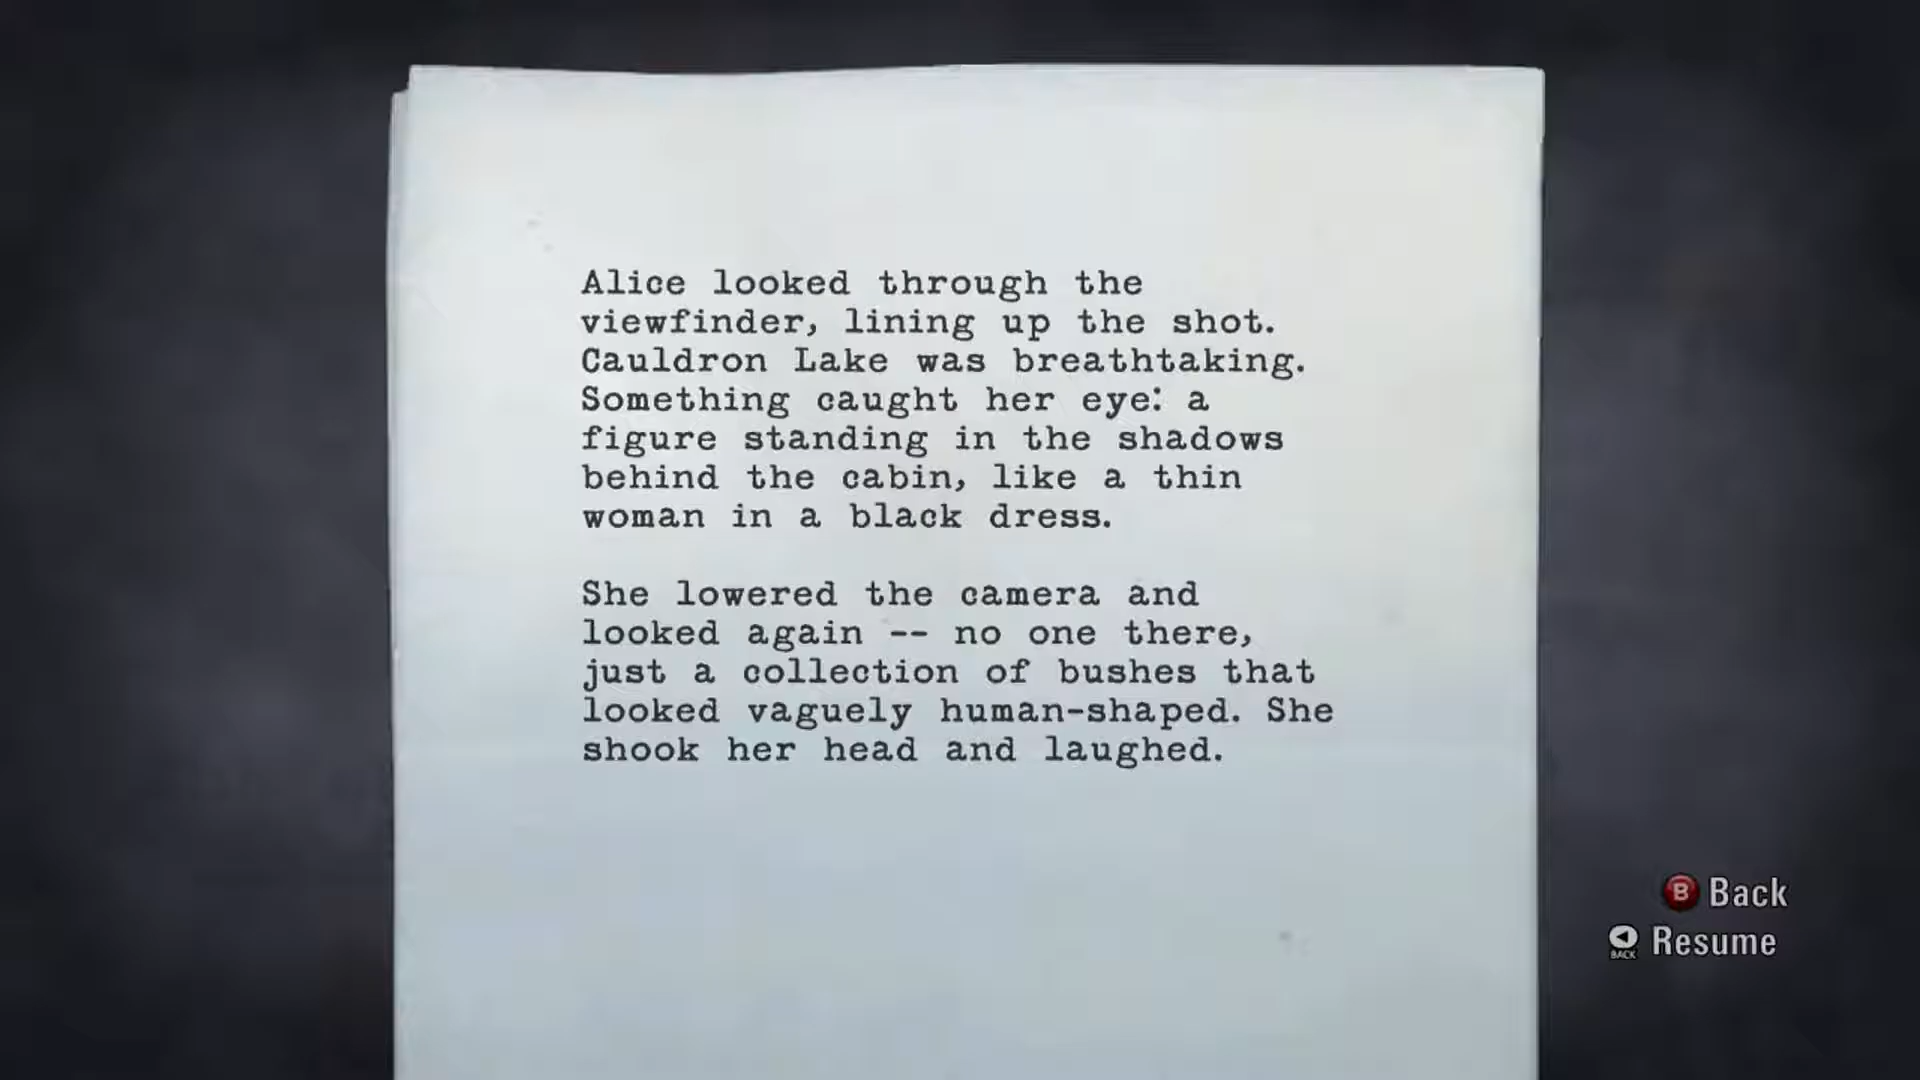 Alice looked through the
viewfinder, lining up the shot.
Cauldron Lake was breathtaking.
Something caught her eye: a
figure standing in the shadows
behind the cabin, like a thin
woman in a black dress.
She lowered the camera and
looked again -- no one there,
just a collection of bushes that
looked vaguely human-shaped. She
shook her head and laughed.
B Back
BACK Resume